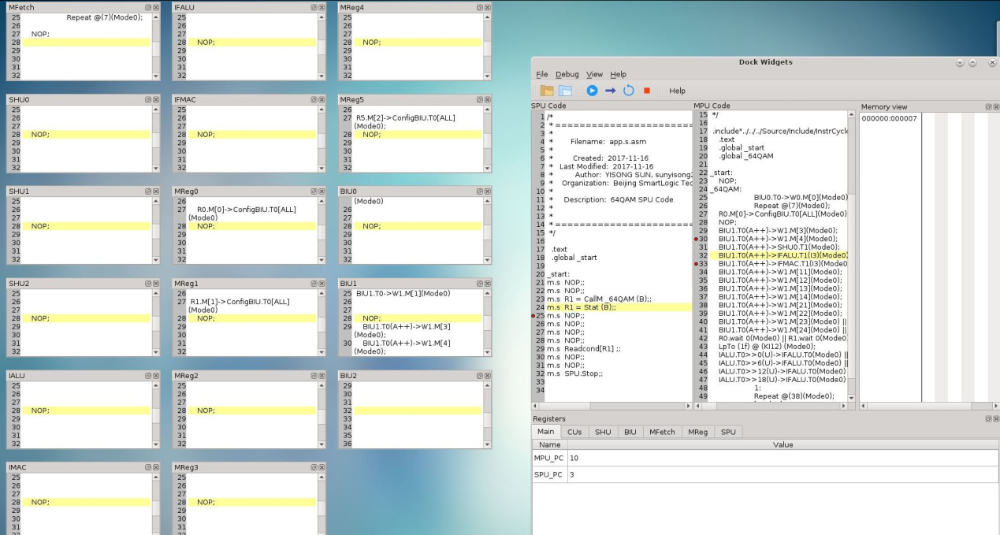 MFetch
25 Repeat @(7)(Mode0);
26
27 NOP;
28
29
30
31
32
IFALU
25
26
27
28 NOP;
29
30
31
32
MReg4
25
26
27
28 NOP;
29
30
31
32
SHU0
25
26
27
28 NOP;
29
30
31
32
IFMAC
25
26
27
28 NOP;
29
30
31
32
MReg5
26
27 R5.M[2]->ConfigBIU.T0[ALL]
(Mode0);
28 NOP;
29
30
31
32
SHU1
25
26
27
28 NOP;
29
30
31
32
MReg0
26
27 R0.M[0]->ConfigBIU.T0[ALL]
(Mode0)
28 NOP;
29
30
31
32
BIU0
(Mode0)
26
27
28 NOP;
29
30
31
32
SHU2
25
26
27
28 NOP;
29
30
31
32
MReg1
26
27 R1.M[1]->ConfigBIU.T0[ALL]
(Mode0)
28 NOP;
29
30
31
32
BIU1
25 BIU1.T0->W1.M[1](Mode0)
26
27
28 NOP;
29 BIU1.T0(A++)->W1.M[3]
(Mode0);
30 BIU1.T0(A++)->W1.M[4]
(Mode0);
IALU
25
26
27
28 NOP;
29
30
31
32
MReg2
25
26
27
28 NOP;
29
30
31
32
BIU2
29
30
31
32
33
34
35
36
IMAC
25
26
27
28 NOP;
29
30
31
32
MReg3
25
26
27
28 NOP;
29
30
31
32
Dock Widgets
File Debug View Help
Help
SPU Code
1 /*
2 * =========================
3 *
4 * Filename: app.s.asm
5 *
6 * Created: 2017-11-16
7 * Last Modified: 2017-11-16
8 * Author: YISONG SUN, sunyisong2
9 * Organization: Beijing SmartLogic Tec
10 *
11 * Description: 64QAM SPU Code
12 *
13 *
14 * =========================
15 */
16
17 .text
18 .global _start
19
20 _start:
21 m.s NOP;;
22 m.s NOP;;
23 m.s R1 = CallM _64QAM (B);;
24 m.s R1 = Stat (B);;
25 m.s NOP;;
26 m.s NOP;;
27 m.s NOP;;
28 m.s NOP;;
29 m.s Readcond[R1] ;;
30 m.s NOP;;
31 m.s NOP;;
32 m.s SPU.Stop;;
33
34
MPU Code
15 */
16
17 .include"../../../Source/Include/InstrCycle
18 .text
19 .global _start
20 .global _64QAM
21
22 _start:
23 NOP;
24 _64QAM:
25 BIU0.T0->W0.M[0](Mode0)
26 Repeat @(7)(Mode0);
27 R0.M[0]->ConfigBIU.T0[ALL](Mode0)
28 NOP;
29 BIU1.T0(A++)->W1.M[3](Mode0);
30 BIU1.T0(A++)->W1.M[4](Mode0);
31 BIU1.T0(A++)->SHU0.T1(Mode0);
32 BIU1.T0(A++)->IFALU.T1(I3)(Mode0)
33 BIU1.T0(A++)->IFMAC.T1(I3)(Mode0
34 BIU1.T0(A++)->W1.M[11](Mode0);
35 BIU1.T0(A++)->W1.M[12](Mode0);
36 BIU1.T0(A++)->W1.M[13](Mode0);
37 BIU1.T0(A++)->W1.M[14](Mode0);
38 BIU1.T0(A++)->W1.M[21](Mode0);
39 BIU1.T0(A++)->W1.M[22](Mode0);
40 BIU1.T0(A++)->W1.M[23](Mode0) ||
41 BIU1.T0(A++)->W1.M[24](Mode0) ||
42 R0.wait 0(Mode0) || R1.wait 0(Mode0
43 LpTo (1f) @ (KI12) (Mode0);
44 IALU.T0>>0(U)->IFALU.T0(Mode0) ||
45 IALU.T0>>6(U)->IFALU.T0(Mode0) ||
46 IALU.T0>>12(U)->IFALU.T0(Mode0)
47 IALU.T0>>18(U)->IFALU.T0(Mode0)
48 1:
49 Repeat @(38)(Mode0);
Memory view
000000:000007
Registers
Main CUs SHU BIU MFetch MReg SPU
Name Value
MPU_PC 10
SPU_PC 3